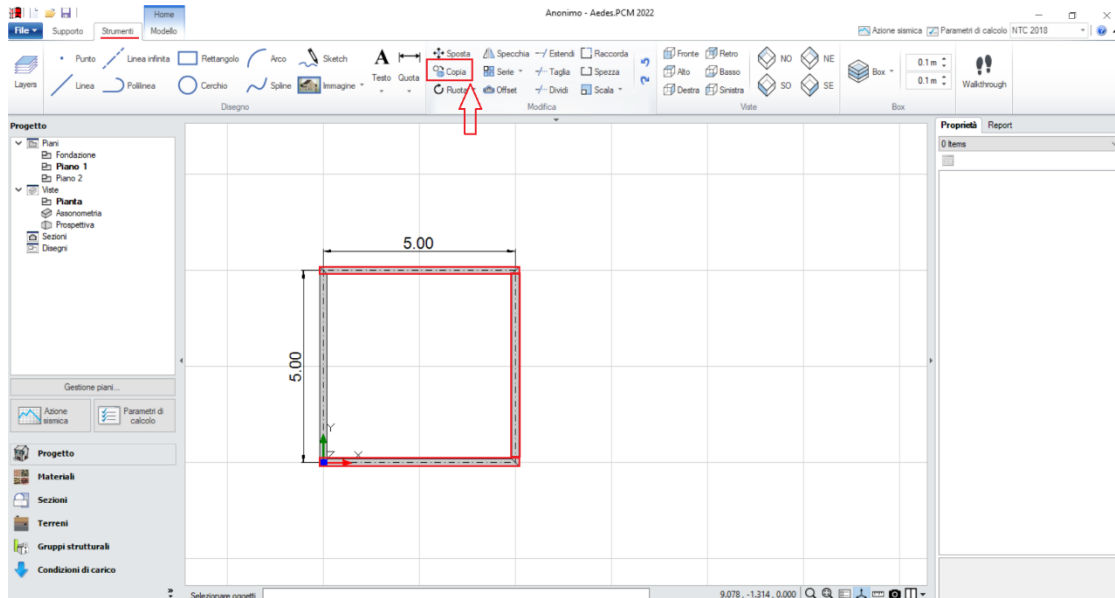 Anonimo - Aedes.PCM 2022
Home
File Supporto Strumenti Modello
Azione sismica Parametri di calcolo NTC 2018
Layers
Punto Linea infinita Rettangolo Arco Sketch
Linea Polilinea Cerchio Spline Immagine
A Testo Quota
Disegno
Sposta Specchia Estendi Raccorda
Copia Serie Taglia Spezza
Ruota Offset Dividi Scala
Modifica
Fronte Retro NO NE
Alto Basso
Destra Sinistra SO SE
Viste
Box 0.1 m
0.1 m
Box
Walkthrough
Progetto
Piani
Fondazione
Piano 1
Piano 2
Viste
Pianta
Assonometria
Prospettiva
Sezioni
Disegni
Gestione piani...
Azione sismica
Parametri di calcolo
Progetto
Materiali
Sezioni
Terreni
Gruppi strutturali
Condizioni di carico
5.00
5.00
Y
Z X
Proprietà Report
0 Items
Selezionare oggetti
9.078 , -1.314 , 0.000